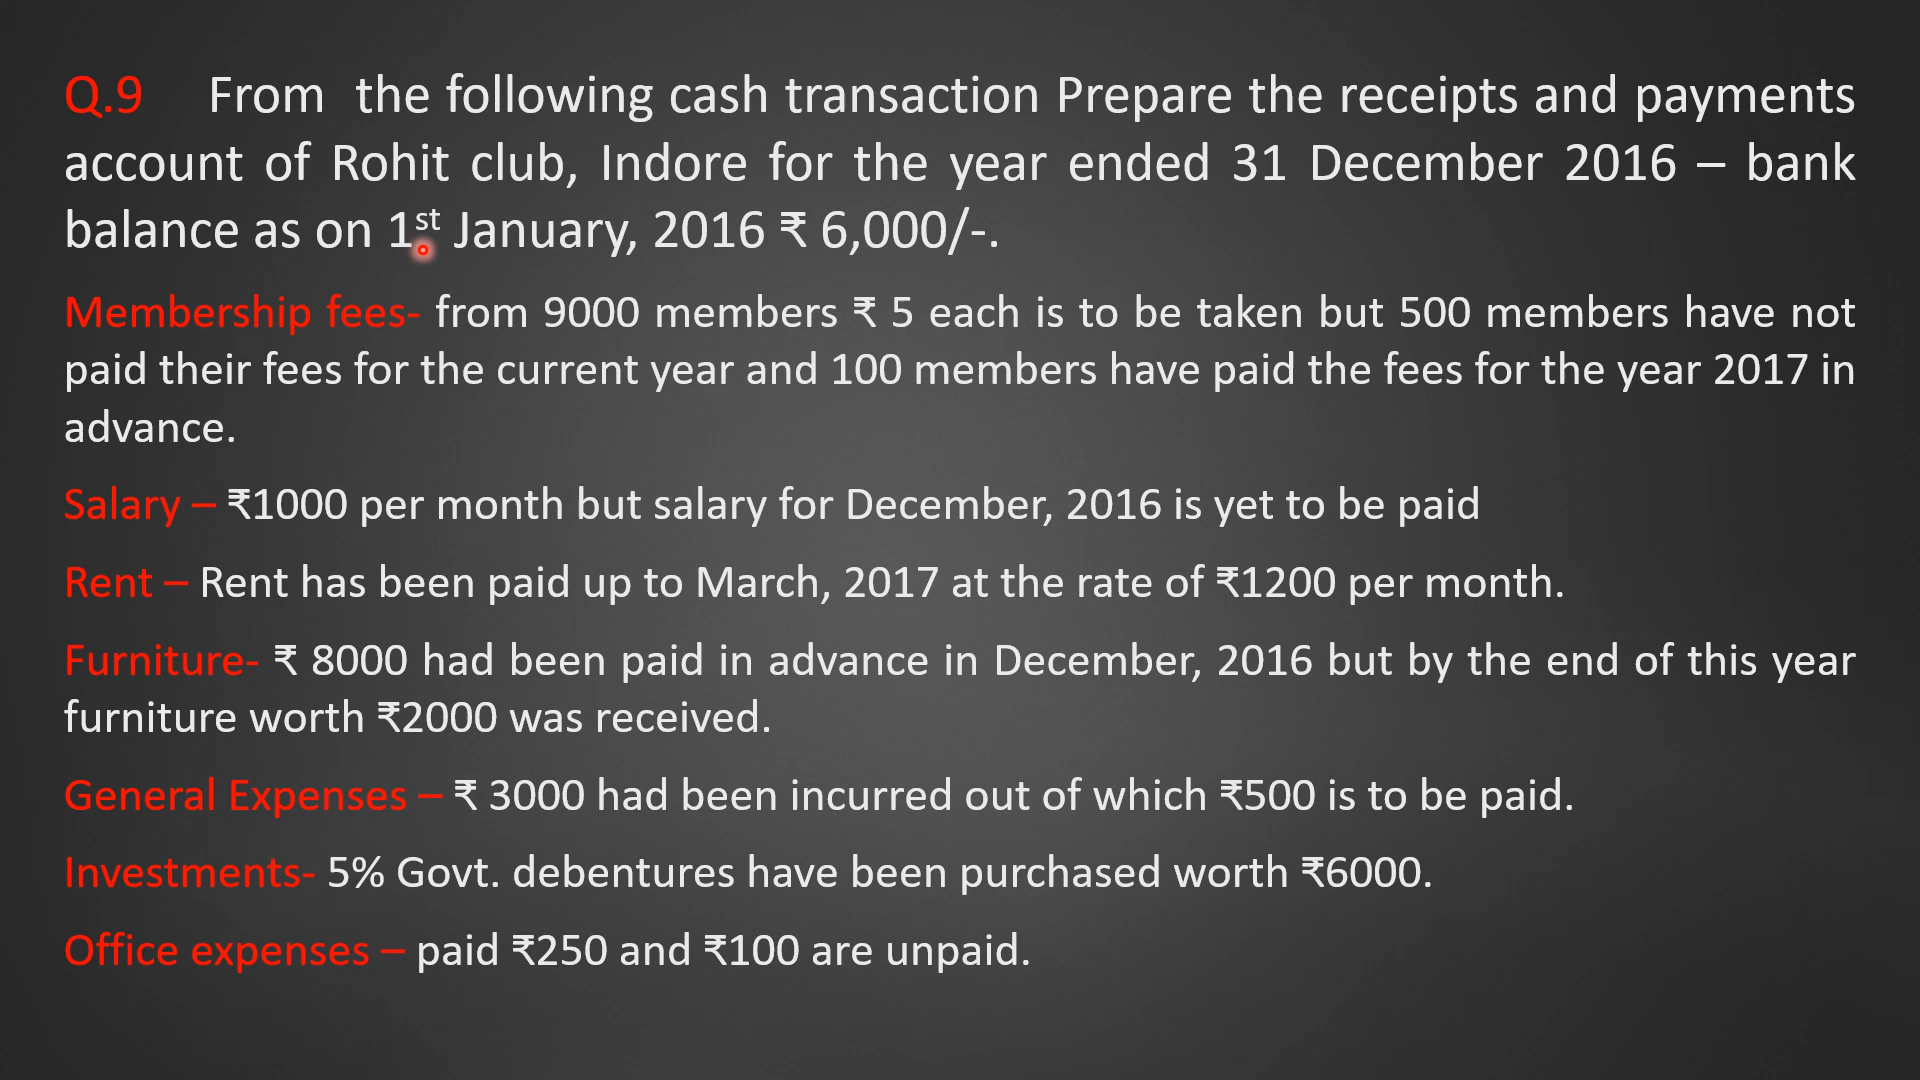 Q.9 From the following cash transaction Prepare the receipts and payments
account of Rohit club, Indore for the year ended 31 December 2016 – bank
balance as on 1st January, 2016 ₹ 6,000/-.
Membership fees- from 9000 members ₹ 5 each is to be taken but 500 members have not
paid their fees for the current year and 100 members have paid the fees for the year 2017 in
advance.
Salary – ₹1000 per month but salary for December, 2016 is yet to be paid
Rent – Rent has been paid up to March, 2017 at the rate of ₹1200 per month.
Furniture- ₹ 8000 had been paid in advance in December, 2016 but by the end of this year
furniture worth ₹2000 was received.
General Expenses – ₹ 3000 had been incurred out of which ₹500 is to be paid.
Investments- 5% Govt. debentures have been purchased worth ₹6000.
Office expenses – paid ₹250 and ₹100 are unpaid.